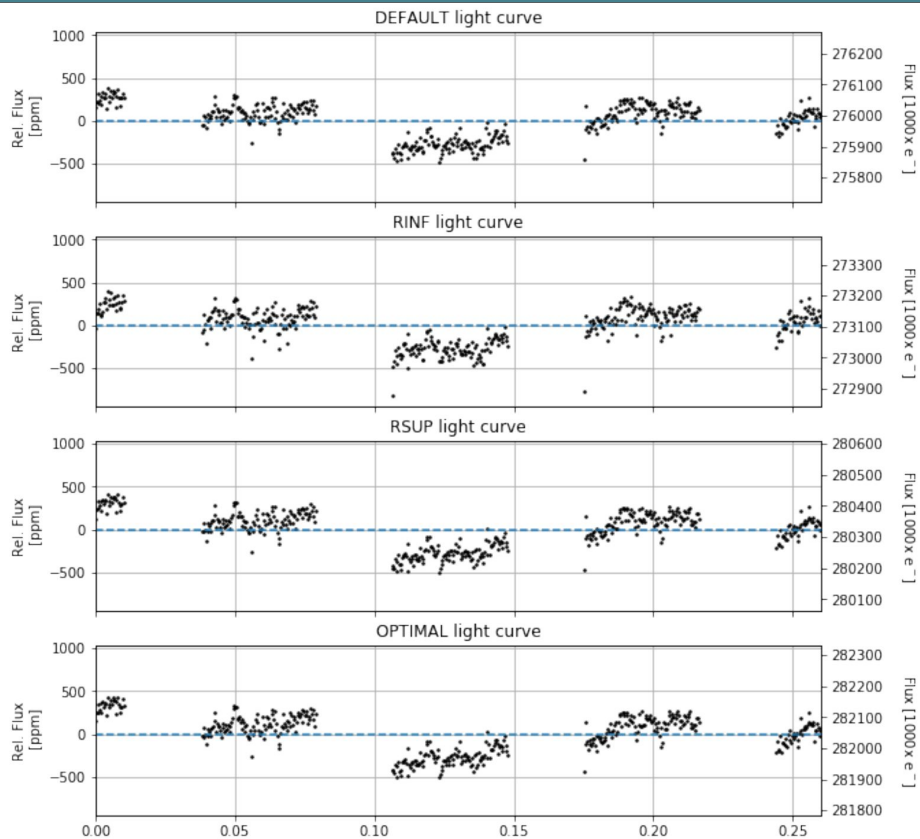 DEFAULT light curve
1000
500
0
−500
Rel. Flux
[ppm]
276200
276100
276000
275900
275800
Flux [1000x e⁻]
RINF light curve
1000
500
0
−500
Rel. Flux
[ppm]
273300
273200
273100
273000
272900
Flux [1000x e⁻]
RSUP light curve
1000
500
0
−500
Rel. Flux
[ppm]
280600
280500
280400
280300
280200
280100
Flux [1000x e⁻]
OPTIMAL light curve
1000
500
0
−500
Rel. Flux
[ppm]
282300
282200
282100
282000
281900
281800
Flux [1000x e⁻]
0.00 0.05 0.10 0.15 0.20 0.25